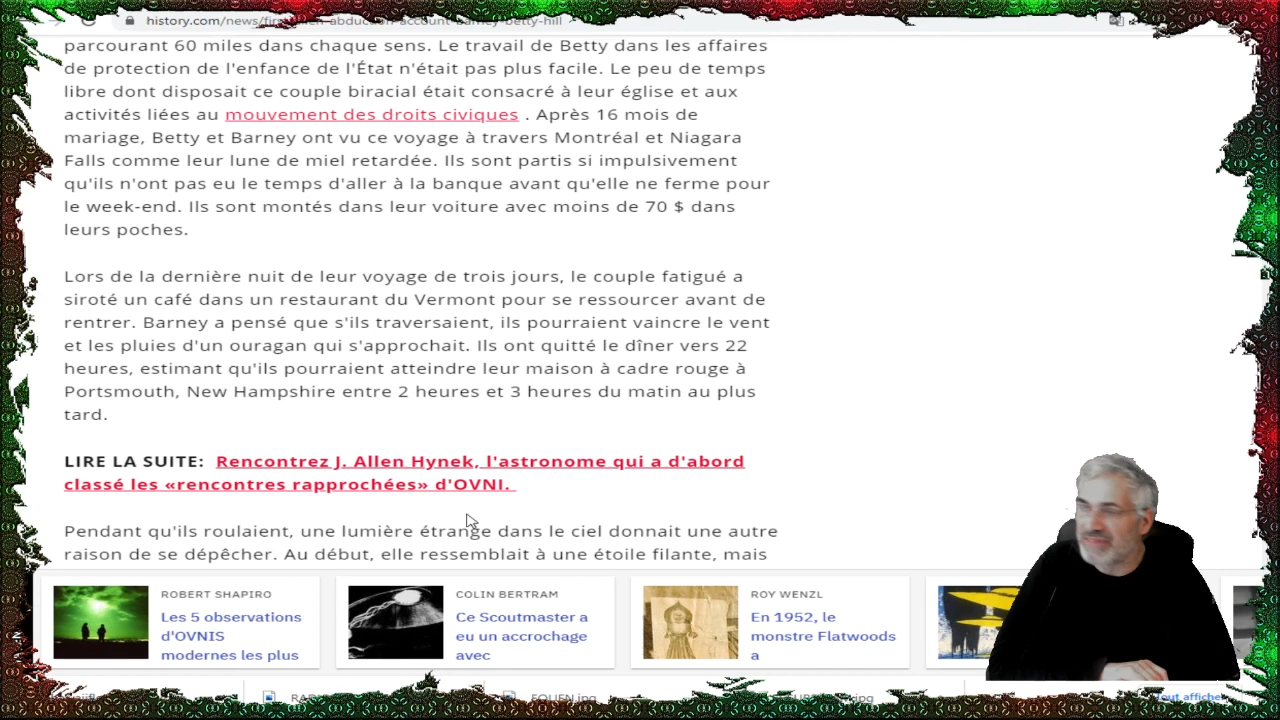 history.com/news/first-alien-abduction-account-barney-betty-hill
parcourant 60 miles dans chaque sens. Le travail de Betty dans les affaires
de protection de l'enfance de l'État n'était pas plus facile. Le peu de temps
libre dont disposait ce couple biracial était consacré à leur église et aux
activités liées au mouvement des droits civiques . Après 16 mois de
mariage, Betty et Barney ont vu ce voyage à travers Montréal et Niagara
Falls comme leur lune de miel retardée. Ils sont partis si impulsivement
qu'ils n'ont pas eu le temps d'aller à la banque avant qu'elle ne ferme pour
le week-end. Ils sont montés dans leur voiture avec moins de 70 $ dans
leurs poches.
Lors de la dernière nuit de leur voyage de trois jours, le couple fatigué a
siroté un café dans un restaurant du Vermont pour se ressourcer avant de
rentrer. Barney a pensé que s'ils traversaient, ils pourraient vaincre le vent
et les pluies d'un ouragan qui s'approchait. Ils ont quitté le dîner vers 22
heures, estimant qu'ils pourraient atteindre leur maison à cadre rouge à
Portsmouth, New Hampshire entre 2 heures et 3 heures du matin au plus
tard.
LIRE LA SUITE: Rencontrez J. Allen Hynek, l'astronome qui a d'abord
classé les «rencontres rapprochées» d'OVNI.
Pendant qu'ils roulaient, une lumière étrange dans le ciel donnait une autre
raison de se dépêcher. Au début, elle ressemblait à une étoile filante, mais
ROBERT SHAPIRO
Les 5 observations
d'OVNIS
modernes les plus
COLIN BERTRAM
Ce Scoutmaster a
eu un accrochage
avec
ROY WENZL
En 1952, le
monstre Flatwoods
a
Tout afficher